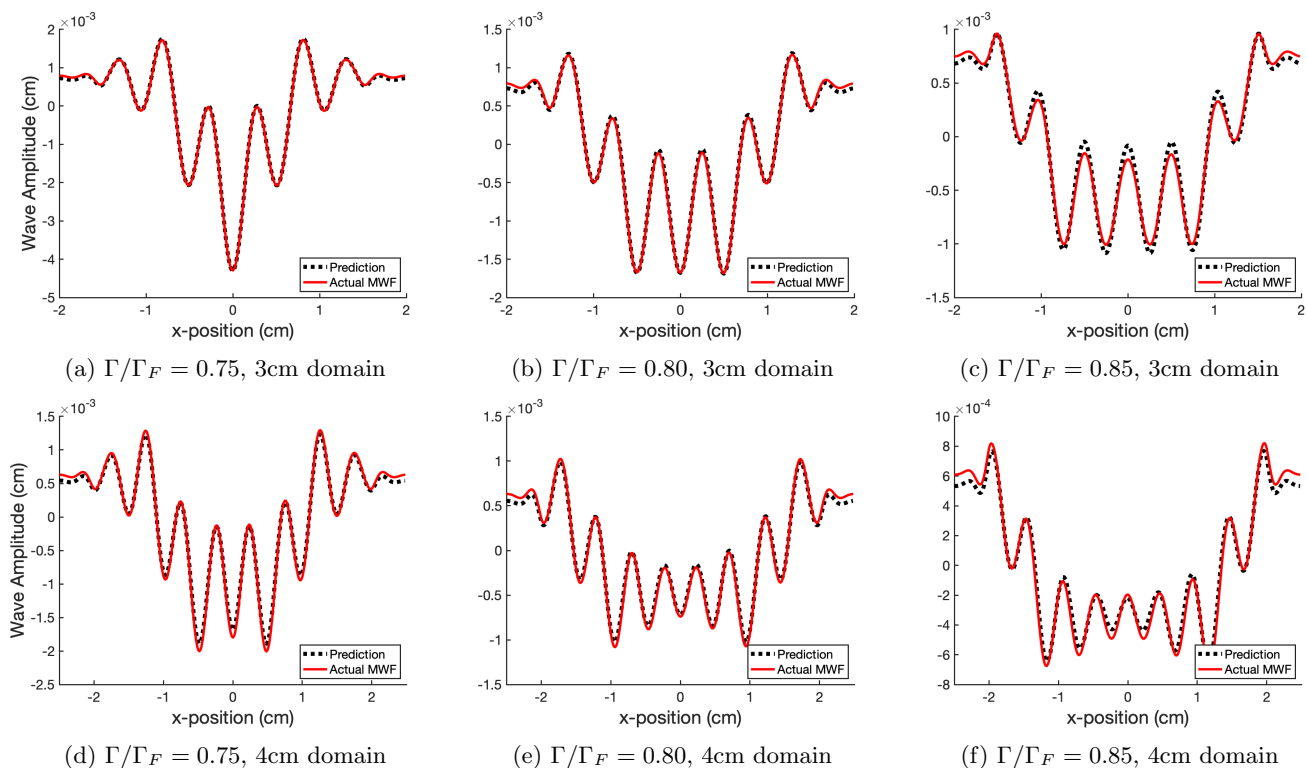 ×10⁻³
2
1
0
-1
-2
-3
-4
-5
Wave Amplitude (cm)
-2 -1 0 1 2
x-position (cm)
Prediction
Actual MWF
(a) Γ/Γ_F = 0.75, 3cm domain
×10⁻³
1.5
1
0.5
0
-0.5
-1
-1.5
-2
-2 -1 0 1 2
x-position (cm)
Prediction
Actual MWF
(b) Γ/Γ_F = 0.80, 3cm domain
×10⁻³
1
0.5
0
-0.5
-1
-1.5
-2 -1 0 1 2
x-position (cm)
Prediction
Actual MWF
(c) Γ/Γ_F = 0.85, 3cm domain
×10⁻³
1.5
1
0.5
0
-0.5
-1
-1.5
-2
-2.5
Wave Amplitude (cm)
-2 -1 0 1 2
x-position (cm)
Prediction
Actual MWF
(d) Γ/Γ_F = 0.75, 4cm domain
×10⁻³
1.5
1
0.5
0
-0.5
-1
-1.5
-2 -1 0 1 2
x-position (cm)
Prediction
Actual MWF
(e) Γ/Γ_F = 0.80, 4cm domain
×10⁻⁴
10
8
6
4
2
0
-2
-4
-6
-8
-2 -1 0 1 2
x-position (cm)
Prediction
Actual MWF
(f) Γ/Γ_F = 0.85, 4cm domain